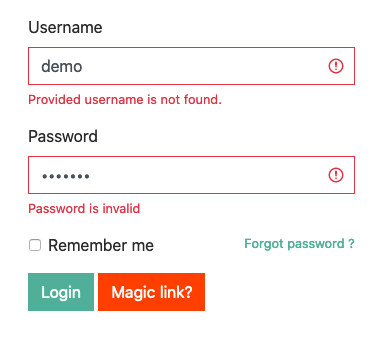 Username
demo
Provided username is not found.
Password
•••••••
Password is invalid
Remember me
Forgot password ?
Login
Magic link?